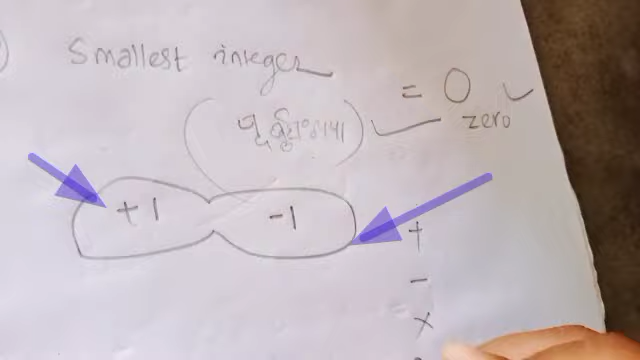 Smallest integer
= 0
zero
+1 -1
+
-
×